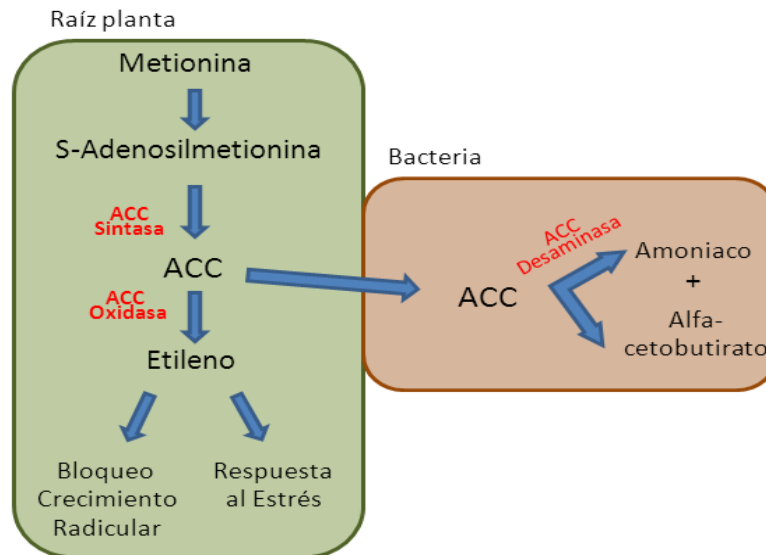 Raíz planta
Metionina
S-Adenosilmetionina
ACC
Sintasa
ACC
ACC
Oxidasa
Etileno
Bloqueo
Crecimiento
Radicular
Respuesta
al Estrés
Bacteria
ACC
ACC
Desaminasa
Amoniaco
+
Alfa-
cetobutirato